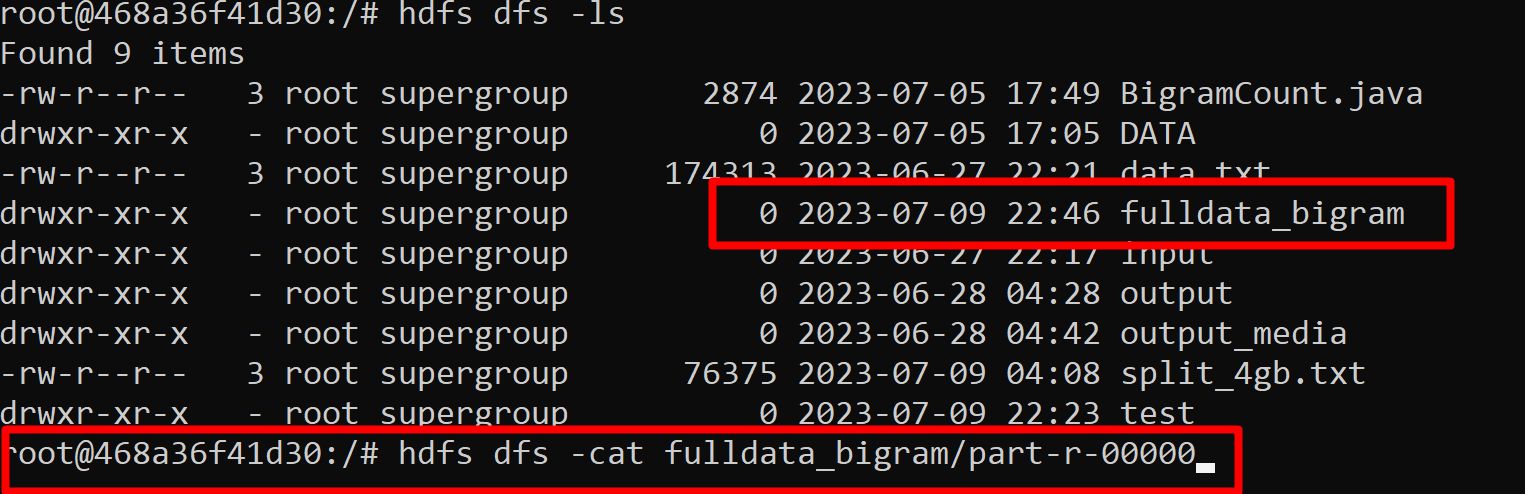 root@468a36f41d30:/# hdfs dfs -ls
Found 9 items
-rw-r--r--   3 root supergroup       2874 2023-07-05 17:49 BigramCount.java
drwxr-xr-x   - root supergroup          0 2023-07-05 17:05 DATA
-rw-r--r--   3 root supergroup     174313 2023-06-27 22:21 data.txt
drwxr-xr-x   - root supergroup          0 2023-07-09 22:46 fulldata_bigram
drwxr-xr-x   - root supergroup          0 2023-06-27 22:17 input
drwxr-xr-x   - root supergroup          0 2023-06-28 04:28 output
drwxr-xr-x   - root supergroup          0 2023-06-28 04:42 output_media
-rw-r--r--   3 root supergroup      76375 2023-07-09 04:08 split_4gb.txt
drwxr-xr-x   - root supergroup          0 2023-07-09 22:23 test
root@468a36f41d30:/# hdfs dfs -cat fulldata_bigram/part-r-00000